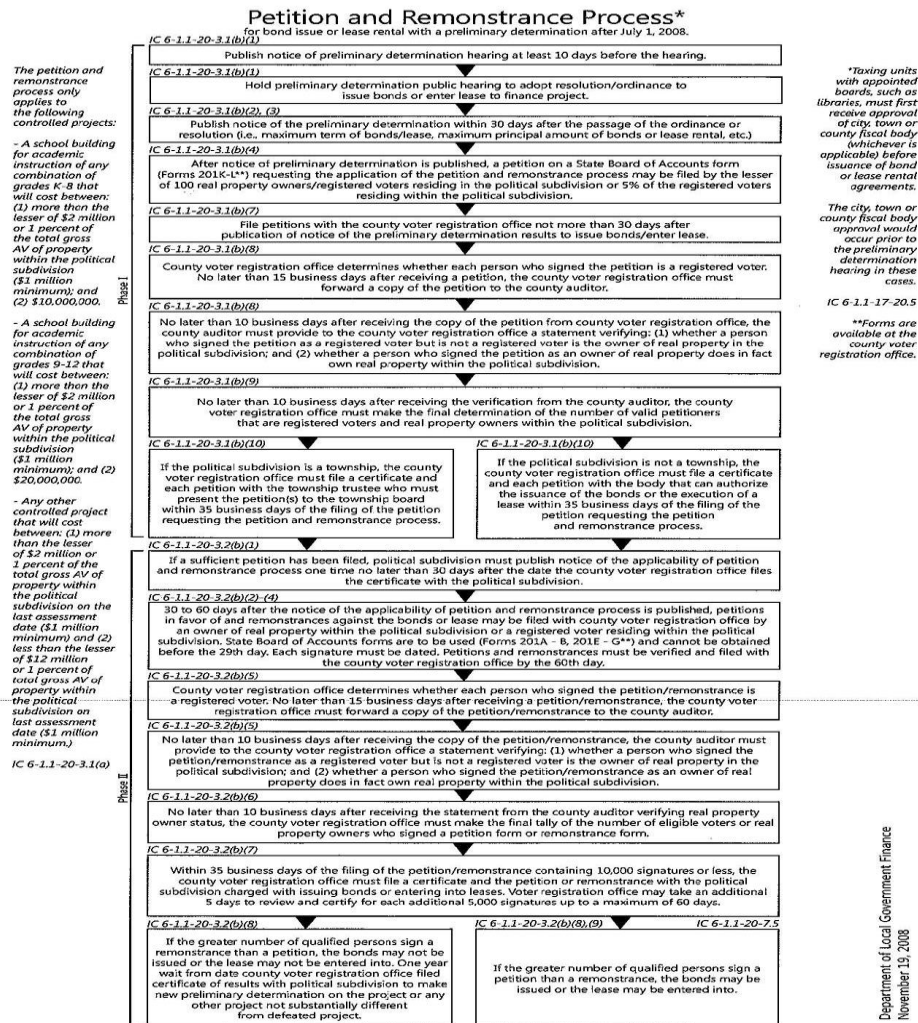 Petition and Remonstrance Process*
for bond issue or lease rental with a preliminary determination after July 1, 2008.
The petition and
remonstrance
process only
applies to
the following
controlled projects:
- A school building
for academic
instruction of any
combination of
grades K-8 that
will cost between:
(1) more than the
lesser of $2 million
or 1 percent of
the total gross
AV of property
within the political
subdivision
($1 million
minimum); and
(2) $10,000,000.
- A school building
for academic
instruction of any
combination of
grades 9-12 that
will cost between:
(1) more than the
lesser of $2 million
or 1 percent of
the total gross
AV of property
within the political
subdivision
($1 million
minimum); and (2)
$20,000,000.
- Any other
controlled project
that will cost
between: (1) more
than the lesser
of $2 million or
1 percent of the
total gross AV of
property within
the political
subdivision on the
last assessment
date ($1 million
minimum) and (2)
less than the lesser
of $12 million
or 1 percent of
total gross AV of
property within
the political
subdivision on
last assessment
date ($1 million
minimum.)
IC 6-1.1-20-3.1(a)
Phase I
IC 6-1.1-20-3.1(b)(1)
Publish notice of preliminary determination hearing at least 10 days before the hearing.
IC 6-1.1-20-3.1(b)(1)
Hold preliminary determination public hearing to adopt resolution/ordinance to
issue bonds or enter lease to finance project.
IC 6-1.1-20-3.1(b)(2), (3)
Publish notice of the preliminary determination within 30 days after the passage of the ordinance or
resolution (i.e., maximum term of bonds/lease, maximum principal amount of bonds or lease rental, etc.)
IC 6-1.1-20-3.1(b)(4)
After notice of preliminary determination is published, a petition on a State Board of Accounts form
(Forms 201K-L**) requesting the application of the petition and remonstrance process may be filed by the lesser
of 100 real property owners/registered voters residing in the political subdivision or 5% of the registered voters
residing within the political subdivision.
IC 6-1.1-20-3.1(b)(7)
File petitions with the county voter registration office not more than 30 days after
publication of notice of the preliminary determination results to issue bonds/enter lease.
IC 6-1.1-20-3.1(b)(8)
County voter registration office determines whether each person who signed the petition is a registered voter.
No later than 15 business days after receiving a petition, the county voter registration office must
forward a copy of the petition to the county auditor.
IC 6-1.1-20-3.1(b)(8)
No later than 10 business days after receiving the copy of the petition from county voter registration office, the
county auditor must provide to the county voter registration office a statement verifying: (1) whether a person
who signed the petition as a registered voter but is not a registered voter is the owner of real property in the
political subdivision; and (2) whether a person who signed the petition as an owner of real property does in fact
own real property within the political subdivision.
IC 6-1.1-20-3.1(b)(9)
No later than 10 business days after receiving the verification from the county auditor, the county
voter registration office must make the final determination of the number of valid petitioners
that are registered voters and real property owners within the political subdivision.
IC 6-1.1-20-3.1(b)(10)
If the political subdivision is a township, the county
voter registration office must file a certificate and
each petition with the township trustee who must
present the petition(s) to the township board
within 35 business days of the filing of the petition
requesting the petition and remonstrance process.
IC 6-1.1-20-3.1(b)(10)
If the political subdivision is not a township, the
county voter registration office must file a certificate
and each petition with the body that can authorize
the issuance of the bonds or the execution of a
lease within 35 business days of the filing of the
petition requesting the petition
and remonstrance process.
Phase II
IC 6-1.1-20-3.2(b)(1)
If a sufficient petition has been filed, political subdivision must publish notice of the applicability of petition
and remonstrance process one time no later than 30 days after the date the county voter registration office files
the certificate with the political subdivision.
IC 6-1.1-20-3.2(b)(2)-(4)
30 to 60 days after the notice of the applicability of petition and remonstrance process is published, petitions
in favor of and remonstrances against the bonds or lease may be filed with county voter registration office by
an owner of real property within the political subdivision or a registered voter residing within the political
subdivision. State Board of Accounts forms are to be used (Forms 201A - B, 201E - G**) and cannot be obtained
before the 29th day. Each signature must be dated. Petitions and remonstrances must be verified and filed with
the county voter registration office by the 60th day.
IC 6-1.1-20-3.2(b)(5)
County voter registration office determines whether each person who signed the petition/remonstrance is
a registered voter. No later than 15 business days after receiving a petition/remonstrance, the county voter
registration office must forward a copy of the petition/remonstrance to the county auditor.
IC 6-1.1-20-3.2(b)(5)
No later than 10 business days after receiving the copy of the petition/remonstrance, the county auditor must
provide to the county voter registration office a statement verifying: (1) whether a person who signed the
petition/remonstrance as a registered voter but is not a registered voter is the owner of real property in the
political subdivision; and (2) whether a person who signed the petition/remonstrance as an owner of real
property does in fact own real property within the political subdivision.
IC 6-1.1-20-3.2(b)(6)
No later than 10 business days after receiving the statement from the county auditor verifying real property
owner status, the county voter registration office must make the final tally of the number of eligible voters or real
property owners who signed a petition form or remonstrance form.
IC 6-1.1-20-3.2(b)(7)
Within 35 business days of the filing of the petition/remonstrance containing 10,000 signatures or less, the
county voter registration office must file a certificate and the petition or remonstrance with the political
subdivision charged with issuing bonds or entering into leases. Voter registration office may take an additional
5 days to review and certify for each additional 5,000 signatures up to a maximum of 60 days.
IC 6-1.1-20-3.2(b)(8)
If the greater number of qualified persons sign a
remonstrance than a petition, the bonds may not be
issued or the lease may not be entered into. One year
wait from date county voter registration office filed
certificate of results with political subdivision to make
new preliminary determination on the project or any
other project not substantially different
from defeated project.
IC 6-1.1-20-3.2(b)(8),(9)
IC 6-1.1-20-7.5
If the greater number of qualified persons sign a
petition than a remonstrance, the bonds may be
issued or the lease may be entered into.
*Taxing units
with appointed
boards, such as
libraries, must first
receive approval
of city, town or
county fiscal body
(whichever is
applicable) before
issuance of bond
or lease rental
agreements.
The city, town or
county fiscal body
approval would
occur prior to
the preliminary
determination
hearing in these
cases.
IC 6-1.1-17-20.5
**Forms are
available at the
county voter
registration office.
Department of Local Government Finance
November 19, 2008